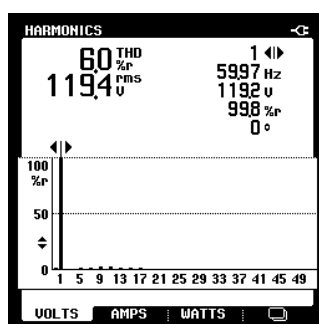 HARMONICS
6.0 THD %r
119.4 rms V
1
59.97 Hz
119.2 V
99.8 %r
0 °
100
%r
50
0
1 5 9 13 17 21 25 29 33 37 41 45 49
VOLTS AMPS WATTS